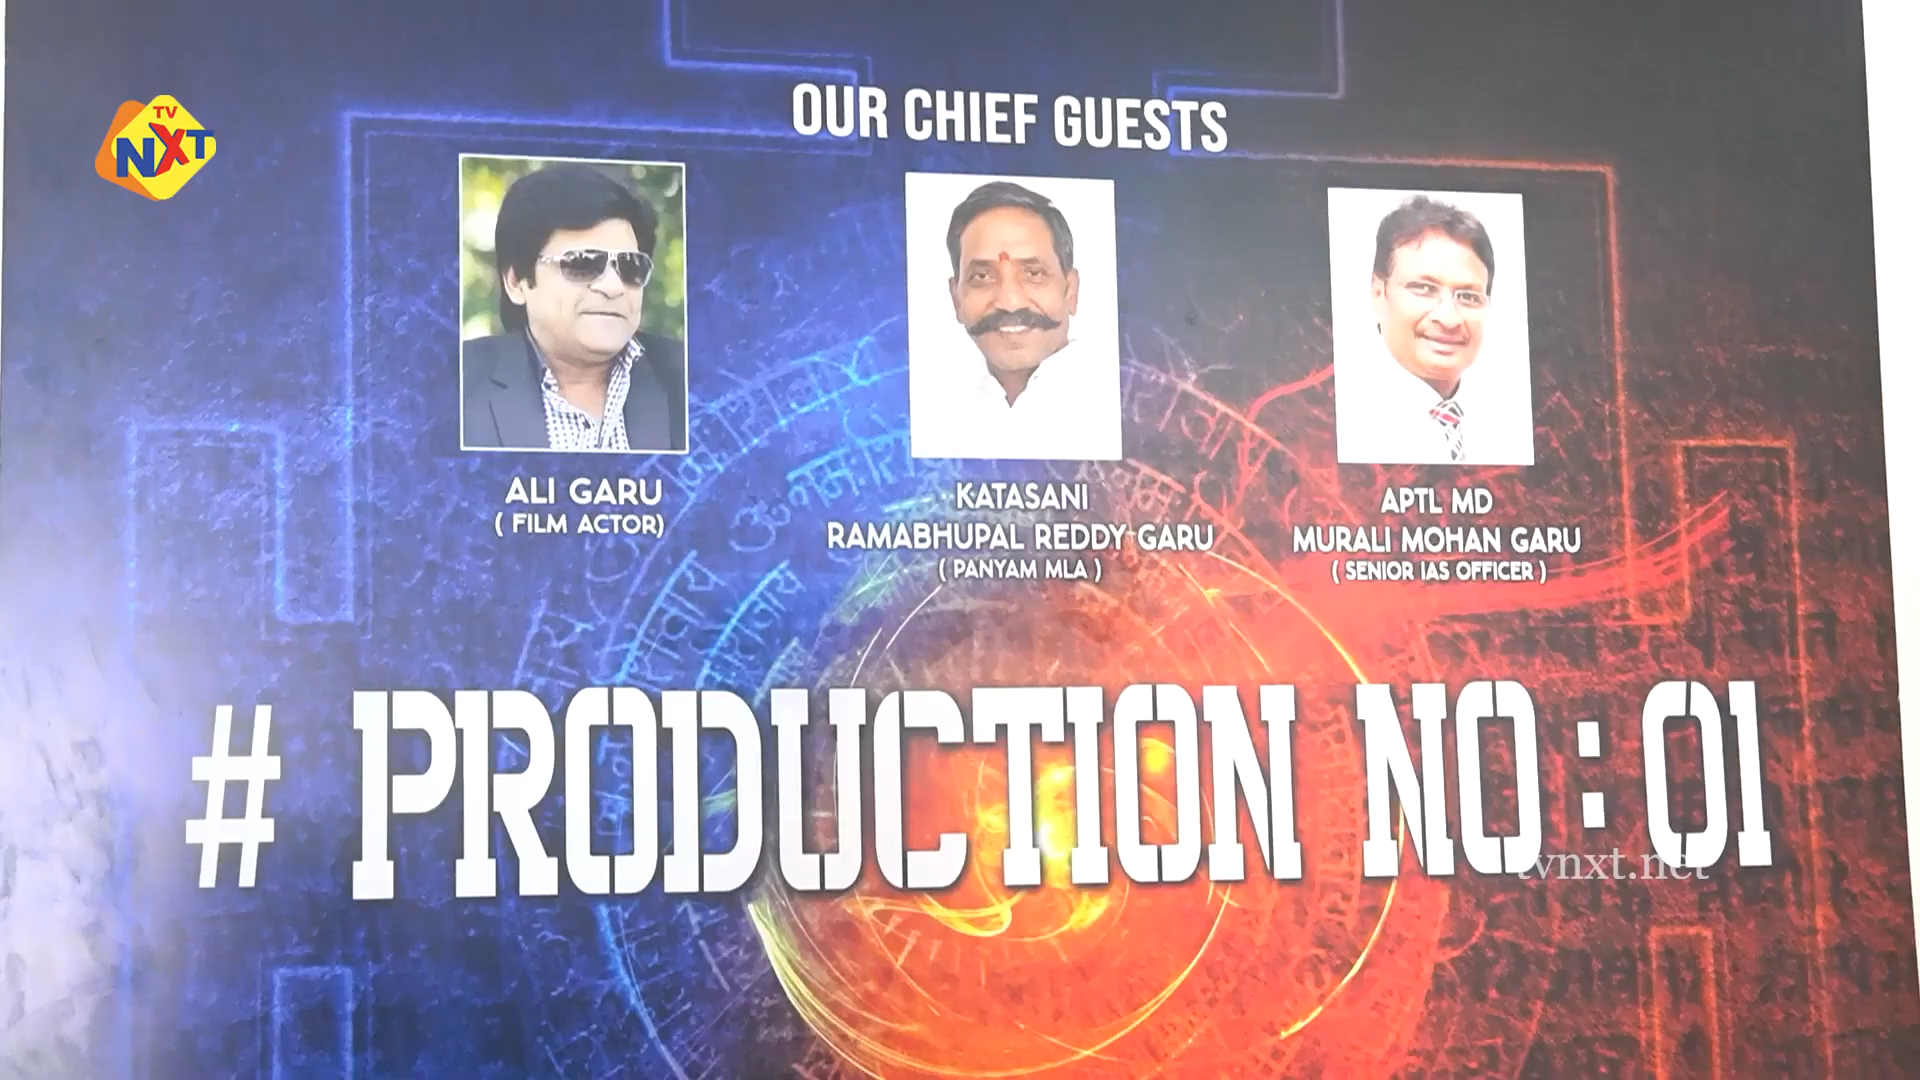 TV
NXT
OUR CHIEF GUESTS
ALI GARU
( FILM ACTOR)
KATASANI
RAMABHUPAL REDDY GARU
( PANYAM MLA )
APTL MD
MURALI MOHAN GARU
( SENIOR IAS OFFICER )
# PRODUCTION NO : 01
tvnxt.net